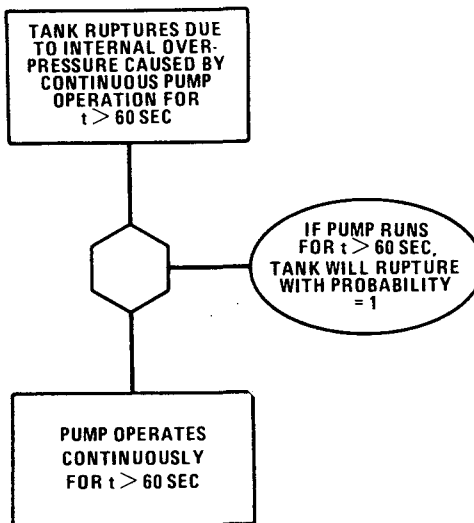 TANK RUPTURES DUE
TO INTERNAL OVER-
PRESSURE CAUSED BY
CONTINUOUS PUMP
OPERATION FOR
t > 60 SEC
IF PUMP RUNS
FOR t > 60 SEC,
TANK WILL RUPTURE
WITH PROBABILITY
= 1
PUMP OPERATES
CONTINUOUSLY
FOR t > 60 SEC